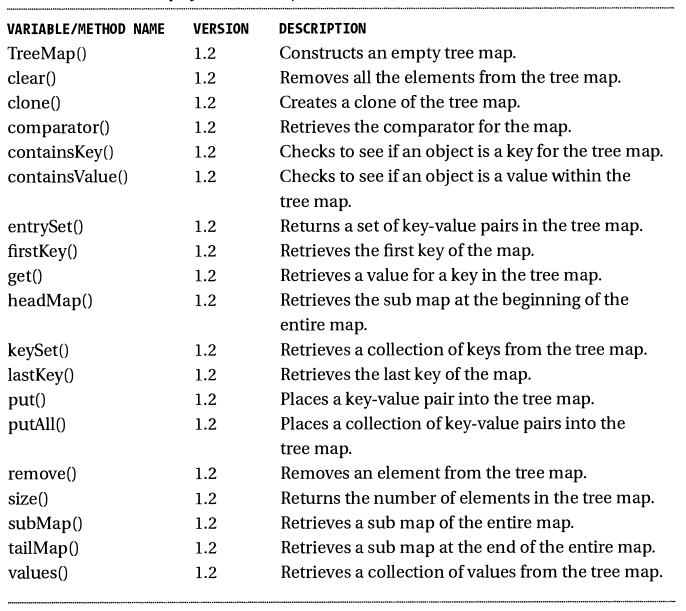 VARIABLE/METHOD NAME VERSION DESCRIPTION
TreeMap() 1.2 Constructs an empty tree map.
clear() 1.2 Removes all the elements from the tree map.
clone() 1.2 Creates a clone of the tree map.
comparator() 1.2 Retrieves the comparator for the map.
containsKey() 1.2 Checks to see if an object is a key for the tree map.
containsValue() 1.2 Checks to see if an object is a value within the
tree map.
entrySet() 1.2 Returns a set of key-value pairs in the tree map.
firstKey() 1.2 Retrieves the first key of the map.
get() 1.2 Retrieves a value for a key in the tree map.
headMap() 1.2 Retrieves the sub map at the beginning of the
entire map.
keySet() 1.2 Retrieves a collection of keys from the tree map.
lastKey() 1.2 Retrieves the last key of the map.
put() 1.2 Places a key-value pair into the tree map.
putAll() 1.2 Places a collection of key-value pairs into the
tree map.
remove() 1.2 Removes an element from the tree map.
size() 1.2 Returns the number of elements in the tree map.
subMap() 1.2 Retrieves a sub map of the entire map.
tailMap() 1.2 Retrieves a sub map at the end of the entire map.
values() 1.2 Retrieves a collection of values from the tree map.